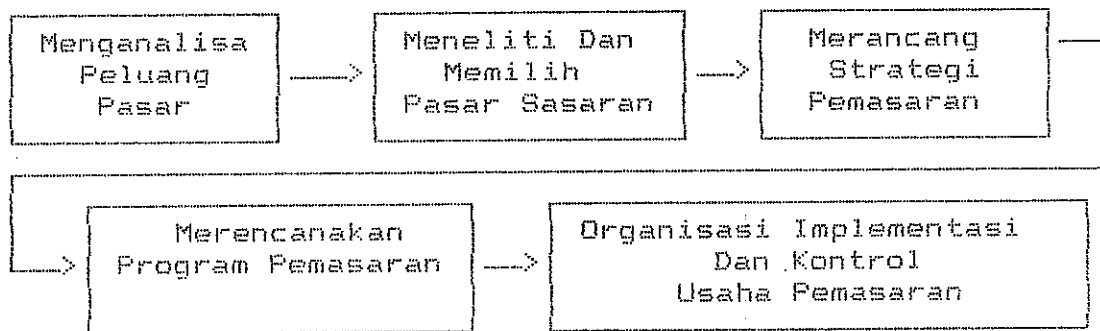 Menganalisa
Peluang
Pasar
Meneliti Dan
Memilih
Pasar Sasaran
Merancang
Strategi
Pemasaran
Merencanakan
Program Pemasaran
Organisasi Implementasi
Dan Kontrol
Usaha Pemasaran